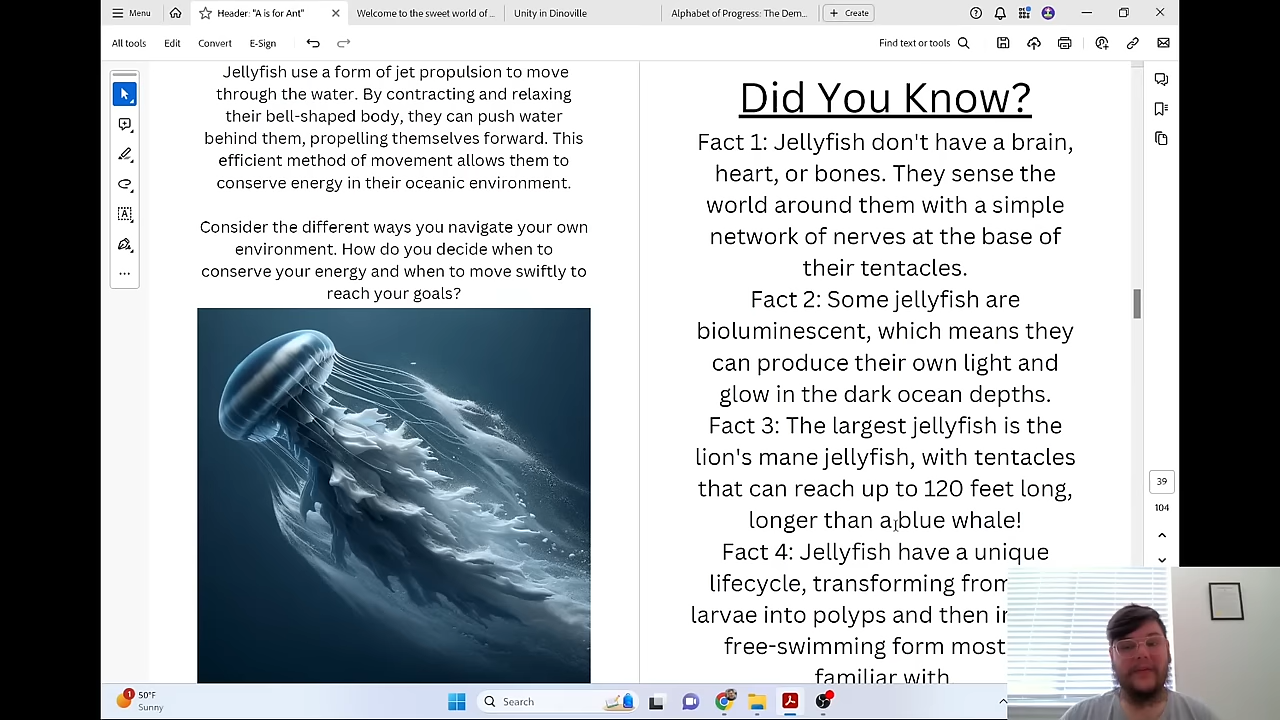 Menu
Header: "A is for Ant"
Welcome to the sweet world of ...
Unity in Unoville
Alphabet of Progress: The Dem...
Create
All tools
Edit
Convert
E-Sign
Find text or tools
Jellyfish use a form of jet propulsion to move
through the water. By contracting and relaxing
their bell-shaped body, they can push water
behind them, propelling themselves forward. This
efficient method of movement allows them to
conserve energy in their oceanic environment.
Consider the different ways you navigate your own
environment. How do you decide when to
conserve your energy and when to move swiftly to
reach your goals?
Did You Know?
Fact 1: Jellyfish don't have a brain,
heart, or bones. They sense the
world around them with a simple
network of nerves at the base of
their tentacles.
Fact 2: Some jellyfish are
bioluminescent, which means they
can produce their own light and
glow in the dark ocean depths.
Fact 3: The largest jellyfish is the
lion's mane jellyfish, with tentacles
that can reach up to 120 feet long,
longer than a blue whale!
Fact 4: Jellyfish have a unique
lifecycle, transforming from
larvae into polyps and then
free-swimming form most
familiar with.
39
104
1
50°F
Sunny
Search